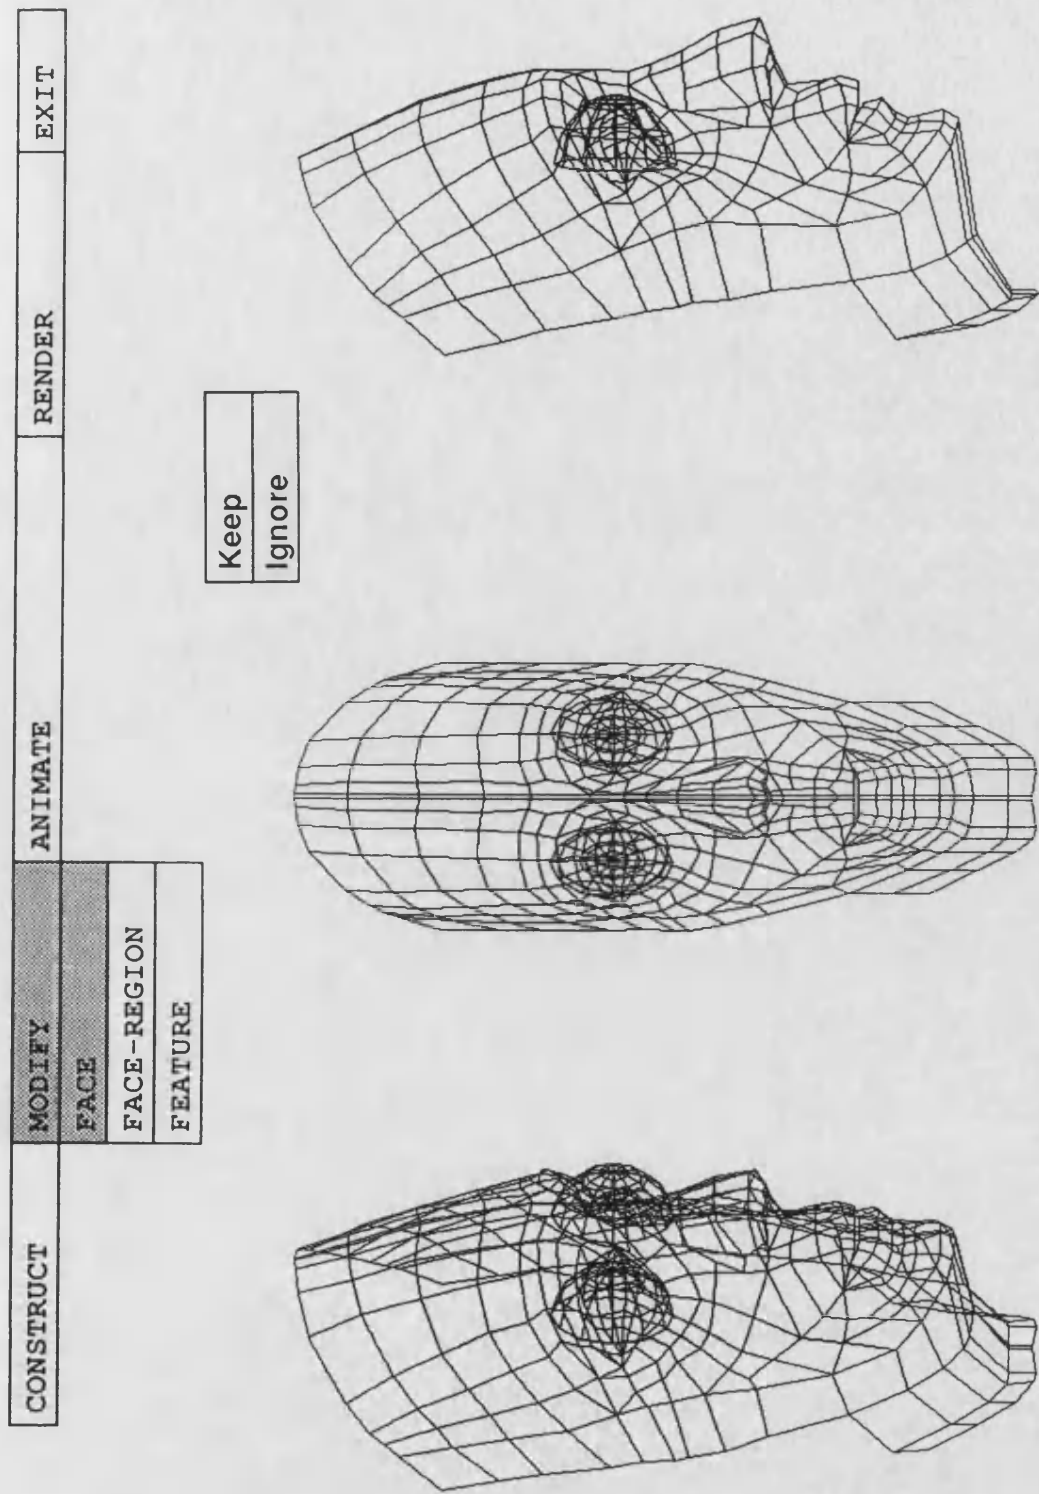 CONSTRUCT MODIFY ANIMATE RENDER EXIT
FACE
FACE-REGION
FEATURE
Keep
Ignore